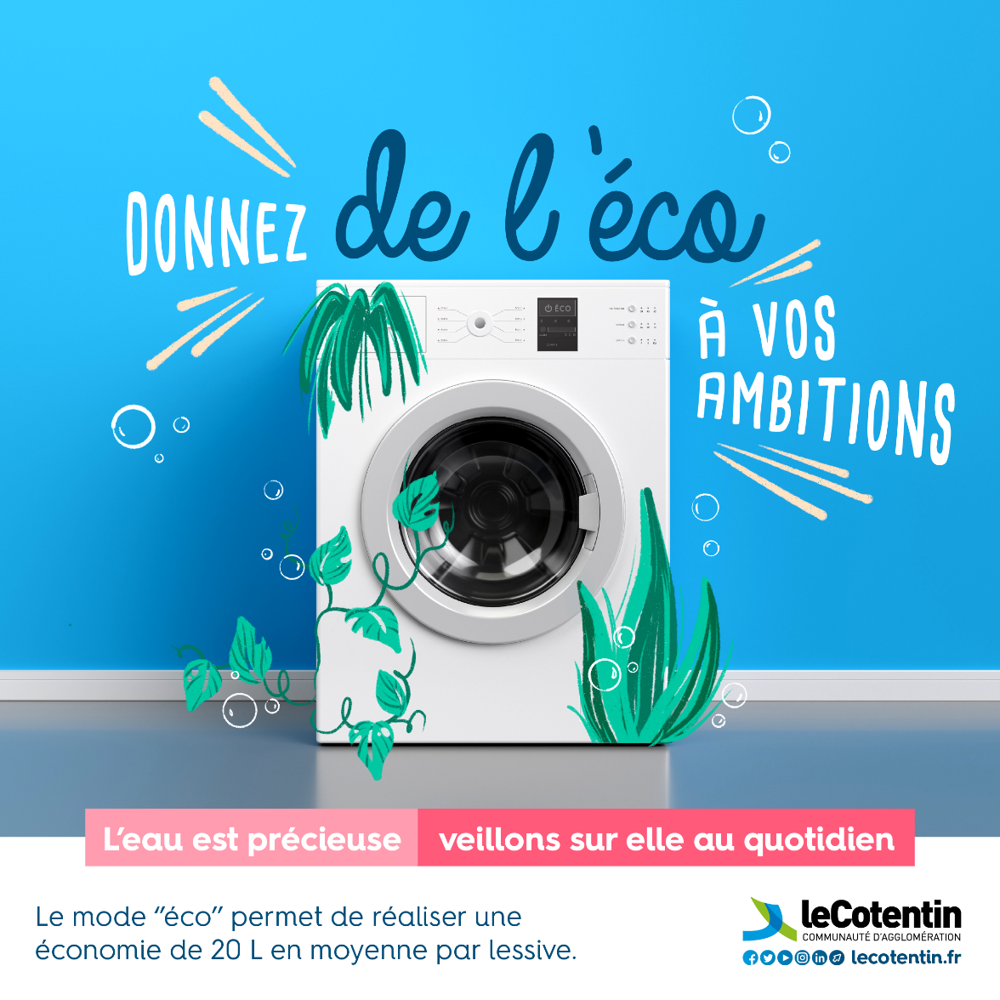 DONNEZ de l'éco
À VOS
AMBITIONS
ÉCO
L'eau est précieuse veillons sur elle au quotidien
Le mode "éco" permet de réaliser une
économie de 20 L en moyenne par lessive.
leCotentin
COMMUNAUTÉ D'AGGLOMÉRATION
lecotentin.fr